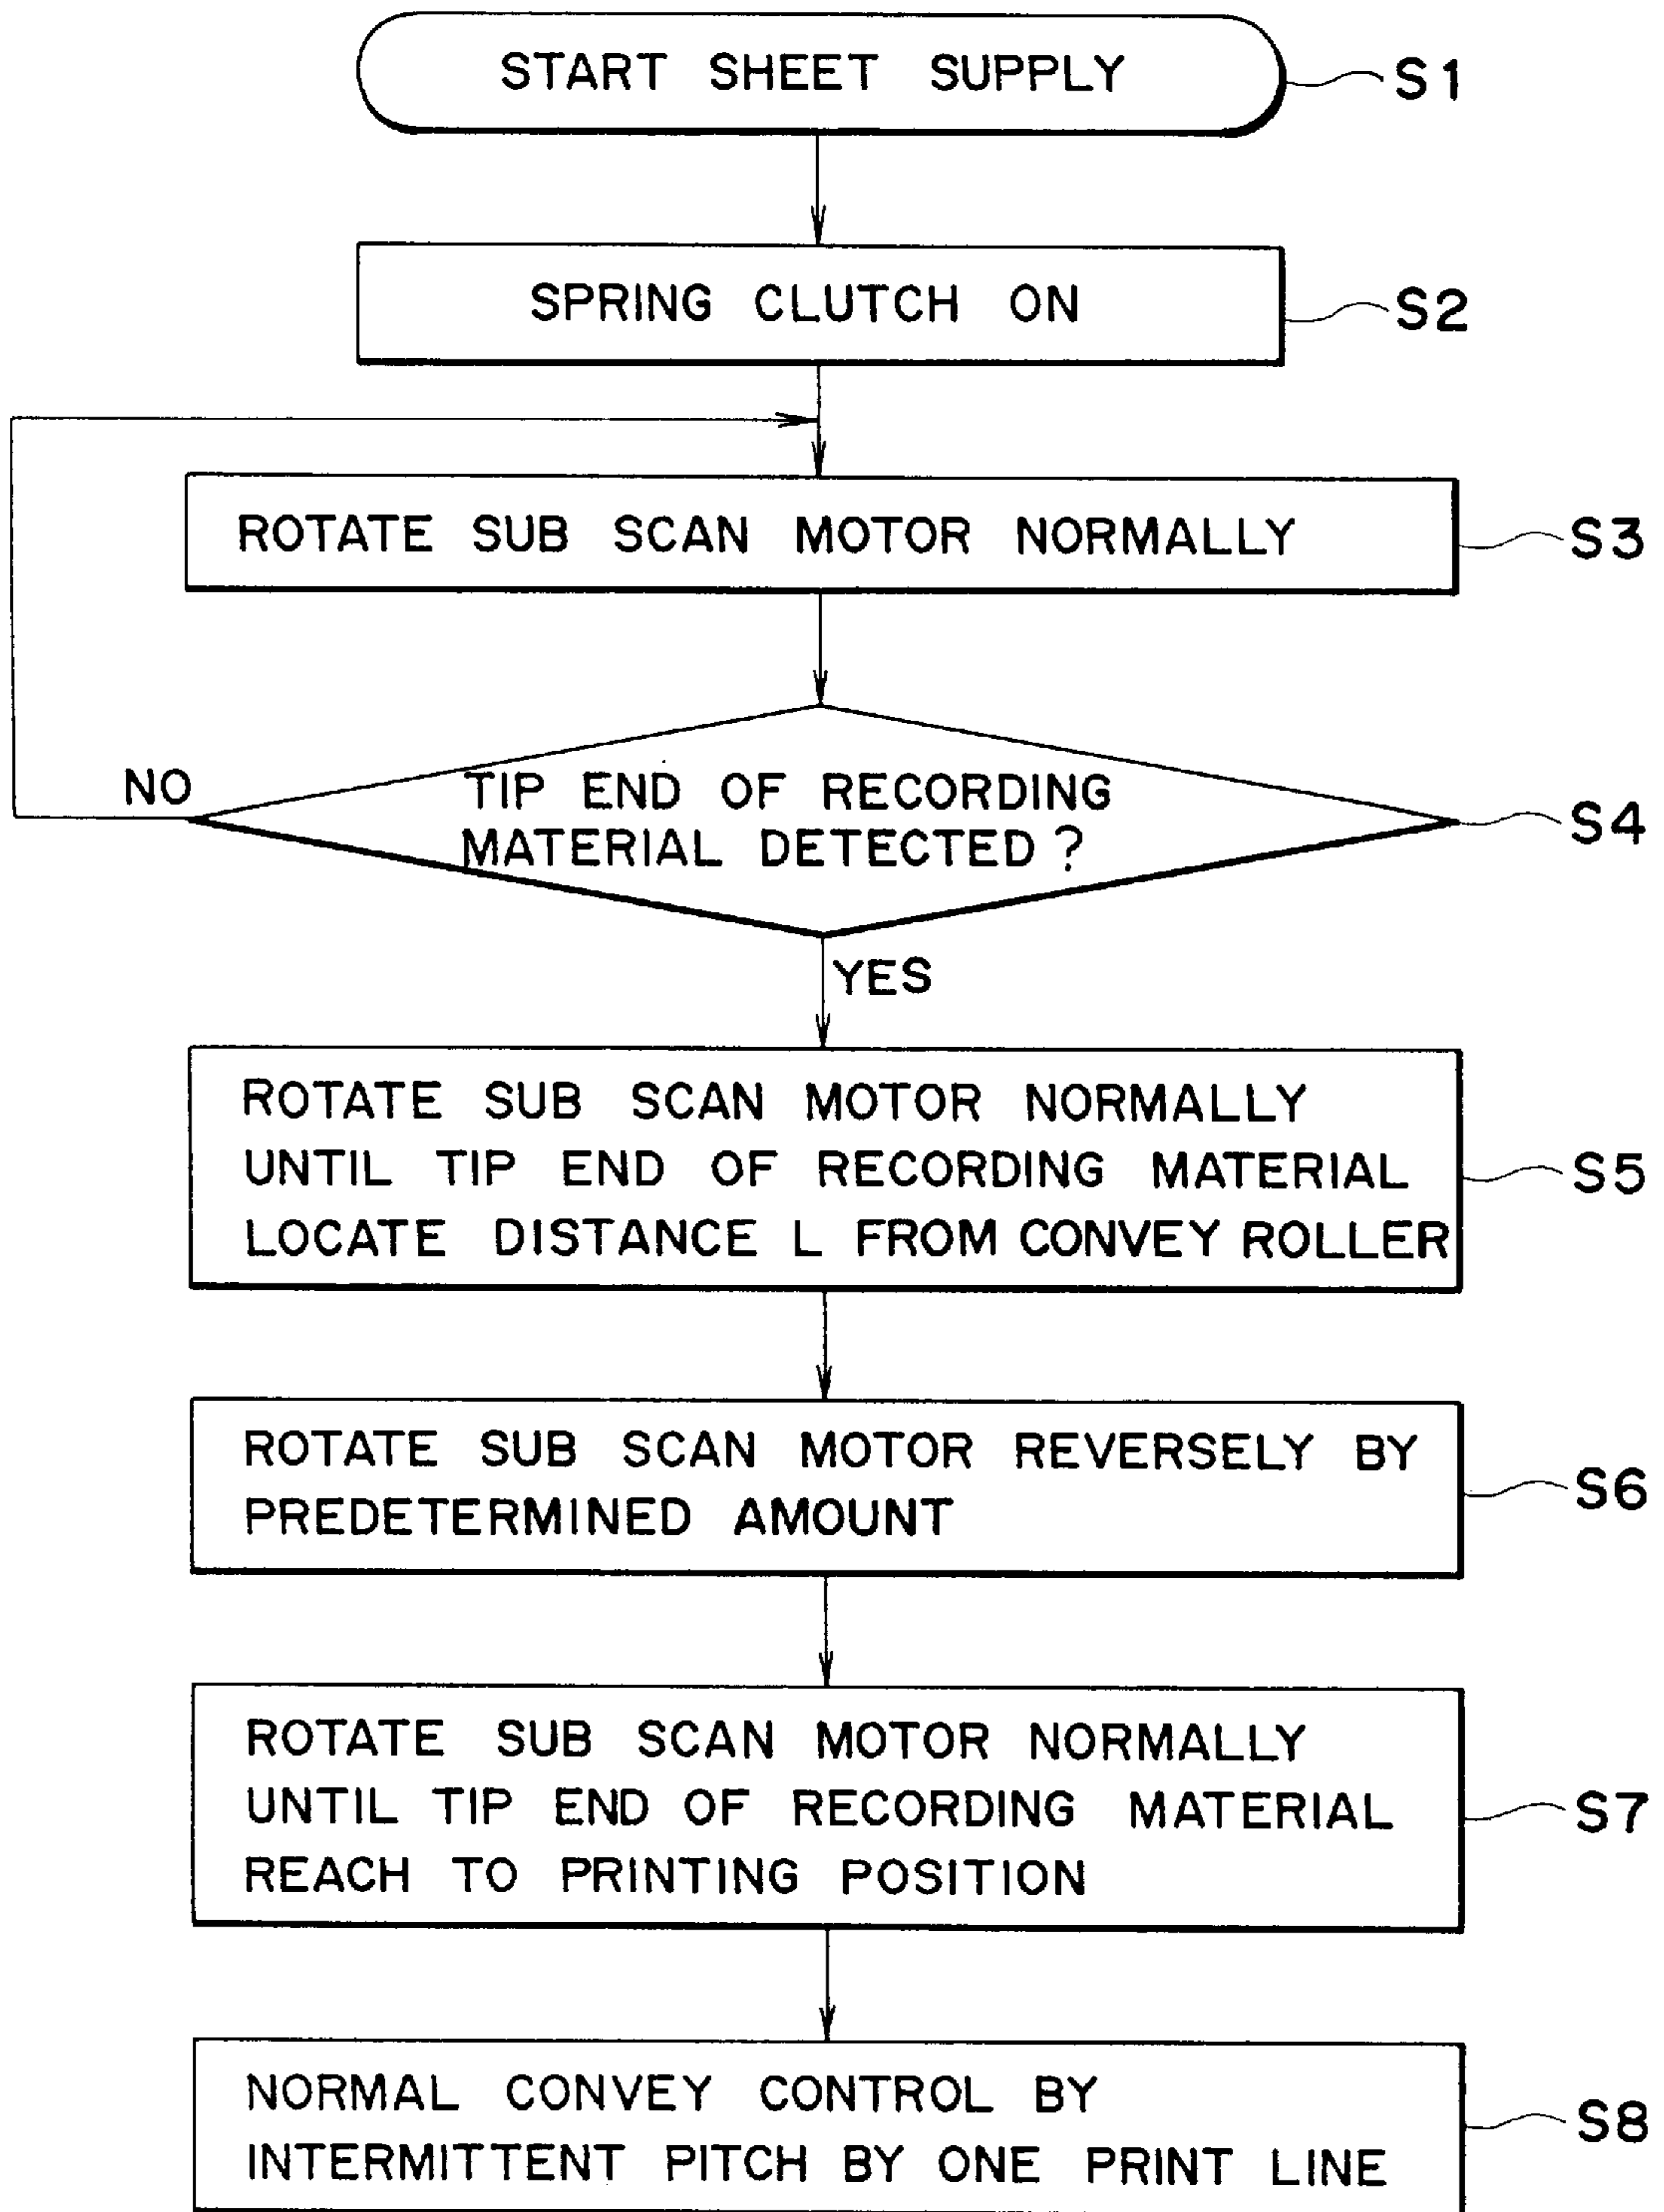 START SHEET SUPPLY S1
SPRING CLUTCH ON S2
ROTATE SUB SCAN MOTOR NORMALLY S3
NO
TIP END OF RECORDING
MATERIAL DETECTED ?
S4
YES
ROTATE SUB SCAN MOTOR NORMALLY
UNTIL TIP END OF RECORDING MATERIAL
LOCATE DISTANCE L FROM CONVEY ROLLER
S5
ROTATE SUB SCAN MOTOR REVERSELY BY
PREDETERMINED AMOUNT
S6
ROTATE SUB SCAN MOTOR NORMALLY
UNTIL TIP END OF RECORDING MATERIAL
REACH TO PRINTING POSITION
S7
NORMAL CONVEY CONTROL BY
INTERMITTENT PITCH BY ONE PRINT LINE
S8